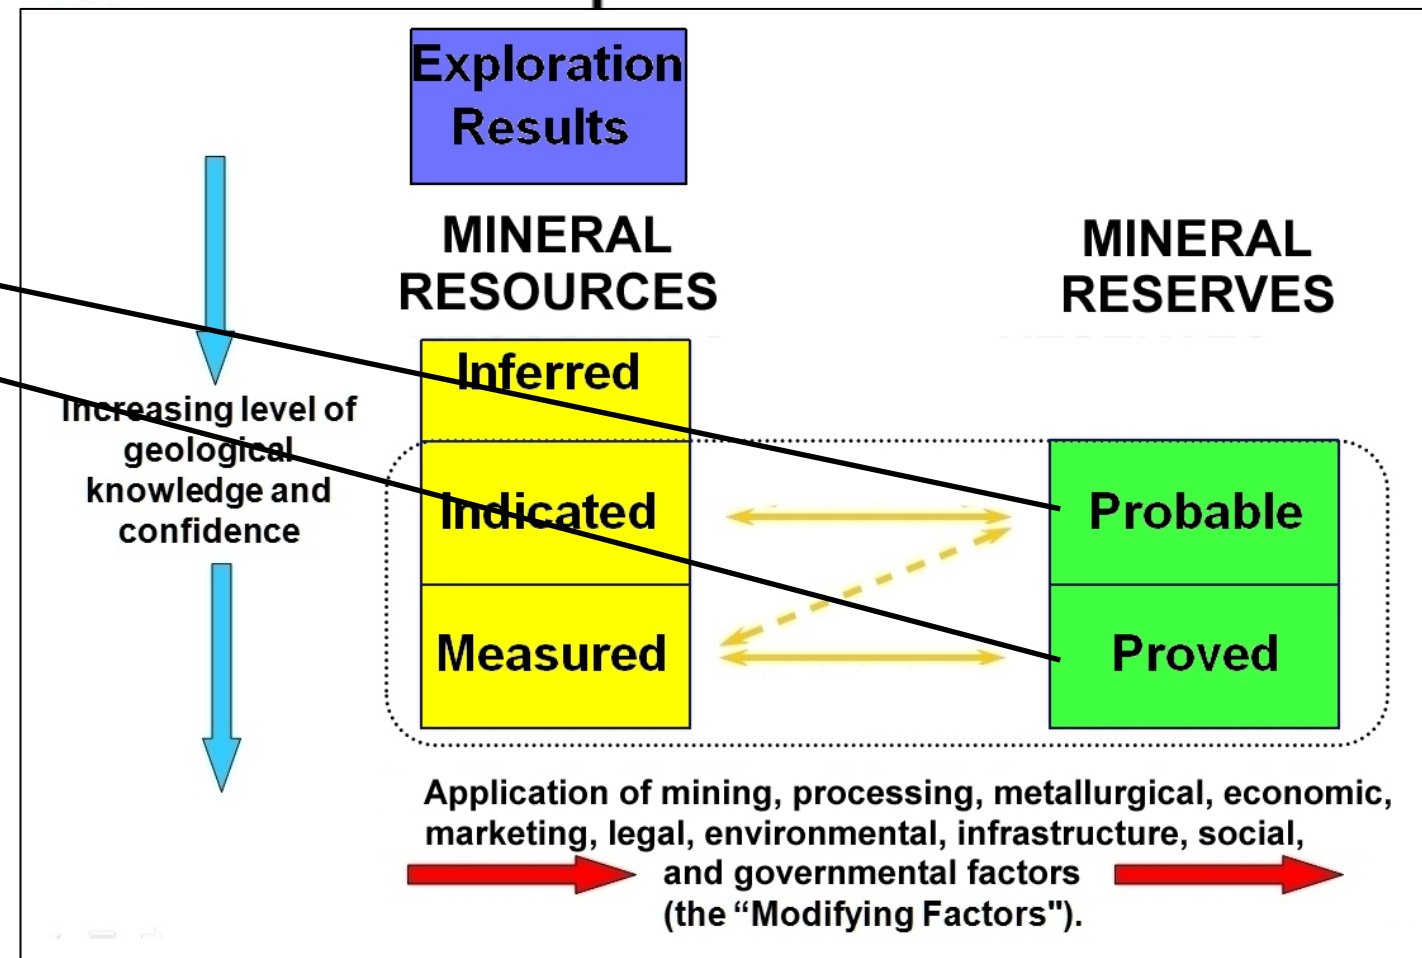 Exploration
Results
MINERAL
RESOURCES
MINERAL
RESERVES
Inferred
Increasing level of
geological
knowledge and
confidence
Indicated
Probable
Measured
Proved
Application of mining, processing, metallurgical, economic,
marketing, legal, environmental, infrastructure, social,
and governmental factors
(the “Modifying Factors").